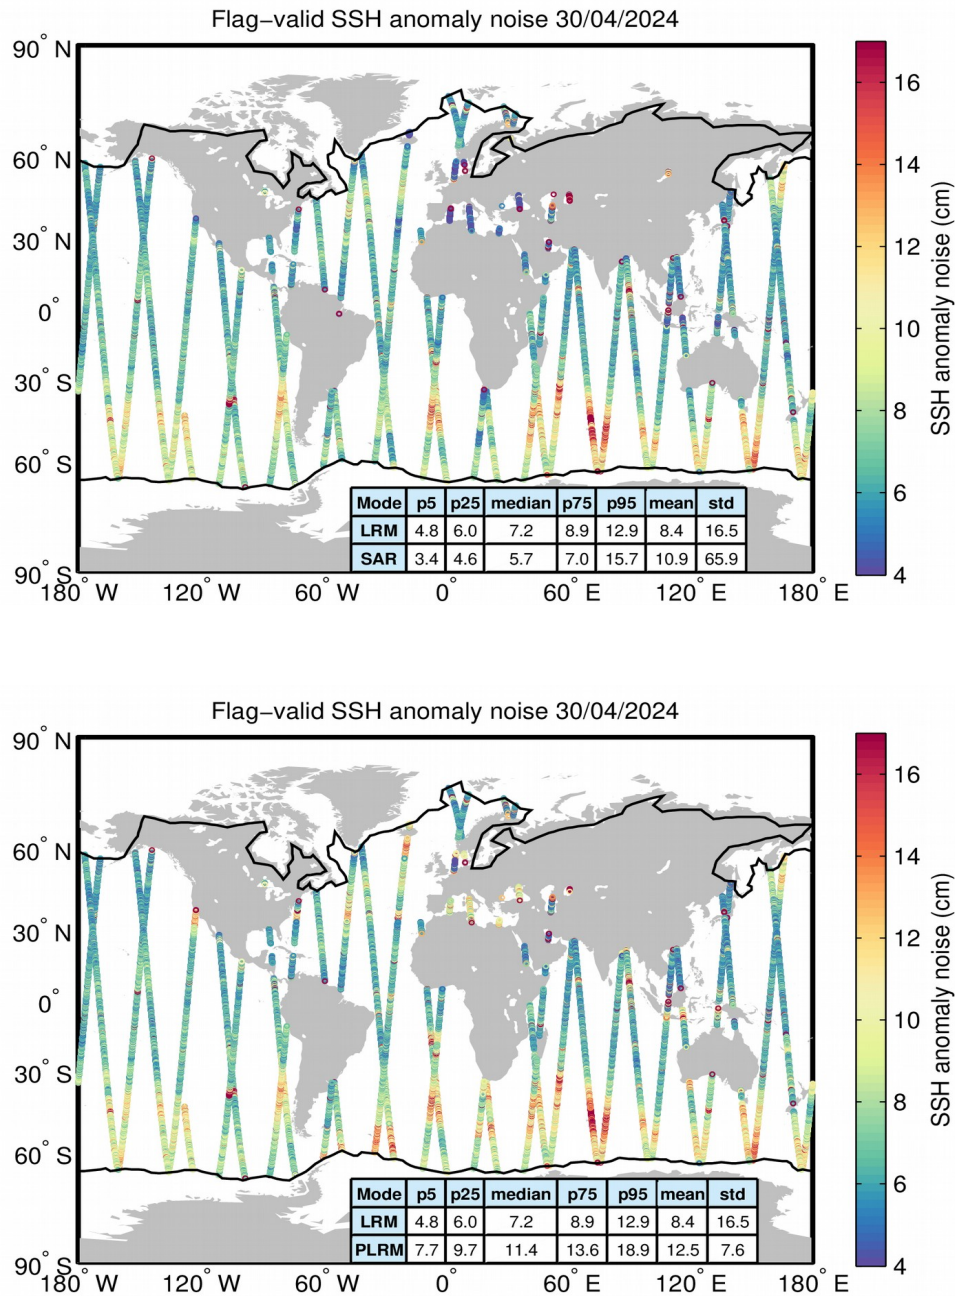 Flag−valid SSH anomaly noise 30/04/2024
90° N
60° N
30° N
0°
30° S
60° S
90° S
180° W
120° W
60° W
0°
60° E
120° E
180° E
Mode p5 p25 median p75 p95 mean std
LRM 4.8 6.0 7.2 8.9 12.9 8.4 16.5
SAR 3.4 4.6 5.7 7.0 15.7 10.9 65.9
16
14
12
10
8
6
4
SSH anomaly noise (cm)
Flag−valid SSH anomaly noise 30/04/2024
90° N
60° N
30° N
0°
30° S
60° S
90° S
180° W
120° W
60° W
0°
60° E
120° E
180° E
Mode p5 p25 median p75 p95 mean std
LRM 4.8 6.0 7.2 8.9 12.9 8.4 16.5
PLRM 7.7 9.7 11.4 13.6 18.9 12.5 7.6
16
14
12
10
8
6
4
SSH anomaly noise (cm)